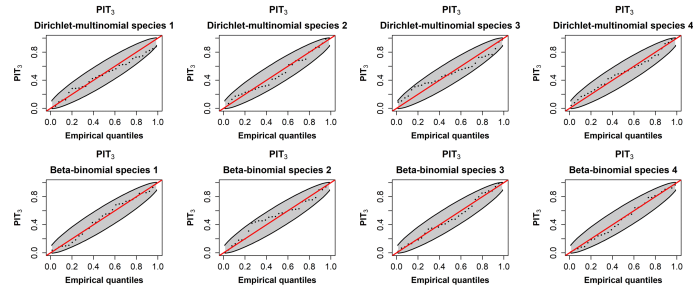 PIT₃
Dirichlet-multinomial species 1
PIT₃
0.0 0.4 0.8
0.0 0.2 0.4 0.6 0.8 1.0
Empirical quantiles
PIT₃
Dirichlet-multinomial species 2
PIT₃
0.0 0.4 0.8
0.0 0.2 0.4 0.6 0.8 1.0
Empirical quantiles
PIT₃
Dirichlet-multinomial species 3
PIT₃
0.0 0.4 0.8
0.0 0.2 0.4 0.6 0.8 1.0
Empirical quantiles
PIT₃
Dirichlet-multinomial species 4
PIT₃
0.0 0.4 0.8
0.0 0.2 0.4 0.6 0.8 1.0
Empirical quantiles
PIT₃
Beta-binomial species 1
PIT₃
0.0 0.4 0.8
0.0 0.2 0.4 0.6 0.8 1.0
Empirical quantiles
PIT₃
Beta-binomial species 2
PIT₃
0.0 0.4 0.8
0.0 0.2 0.4 0.6 0.8 1.0
Empirical quantiles
PIT₃
Beta-binomial species 3
PIT₃
0.0 0.4 0.8
0.0 0.2 0.4 0.6 0.8 1.0
Empirical quantiles
PIT₃
Beta-binomial species 4
PIT₃
0.0 0.4 0.8
0.0 0.2 0.4 0.6 0.8 1.0
Empirical quantiles